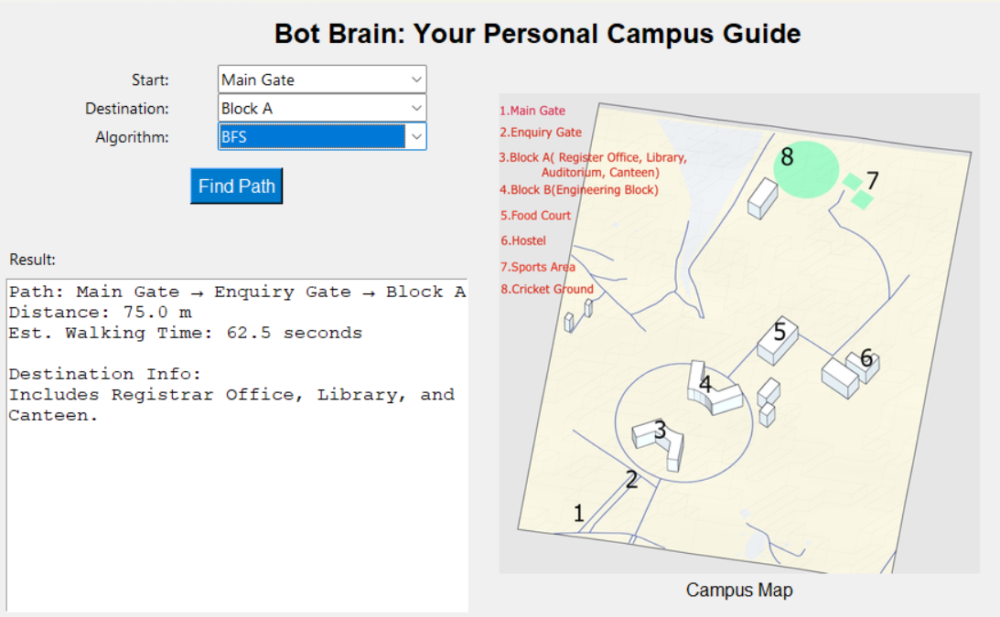 Bot Brain: Your Personal Campus Guide
Start:
Main Gate
Destination:
Block A
Algorithm:
BFS
Find Path
Result:
Path: Main Gate → Enquiry Gate → Block A
Distance: 75.0 m
Est. Walking Time: 62.5 seconds
Destination Info:
Includes Registrar Office, Library, and
Canteen.
1.Main Gate
2.Enquiry Gate
3.Block A( Register Office, Library,
Auditorium, Canteen)
4.Block B(Engineering Block)
5.Food Court
6.Hostel
7.Sports Area
8.Cricket Ground
8
7
5
6
4
3
2
1
Campus Map